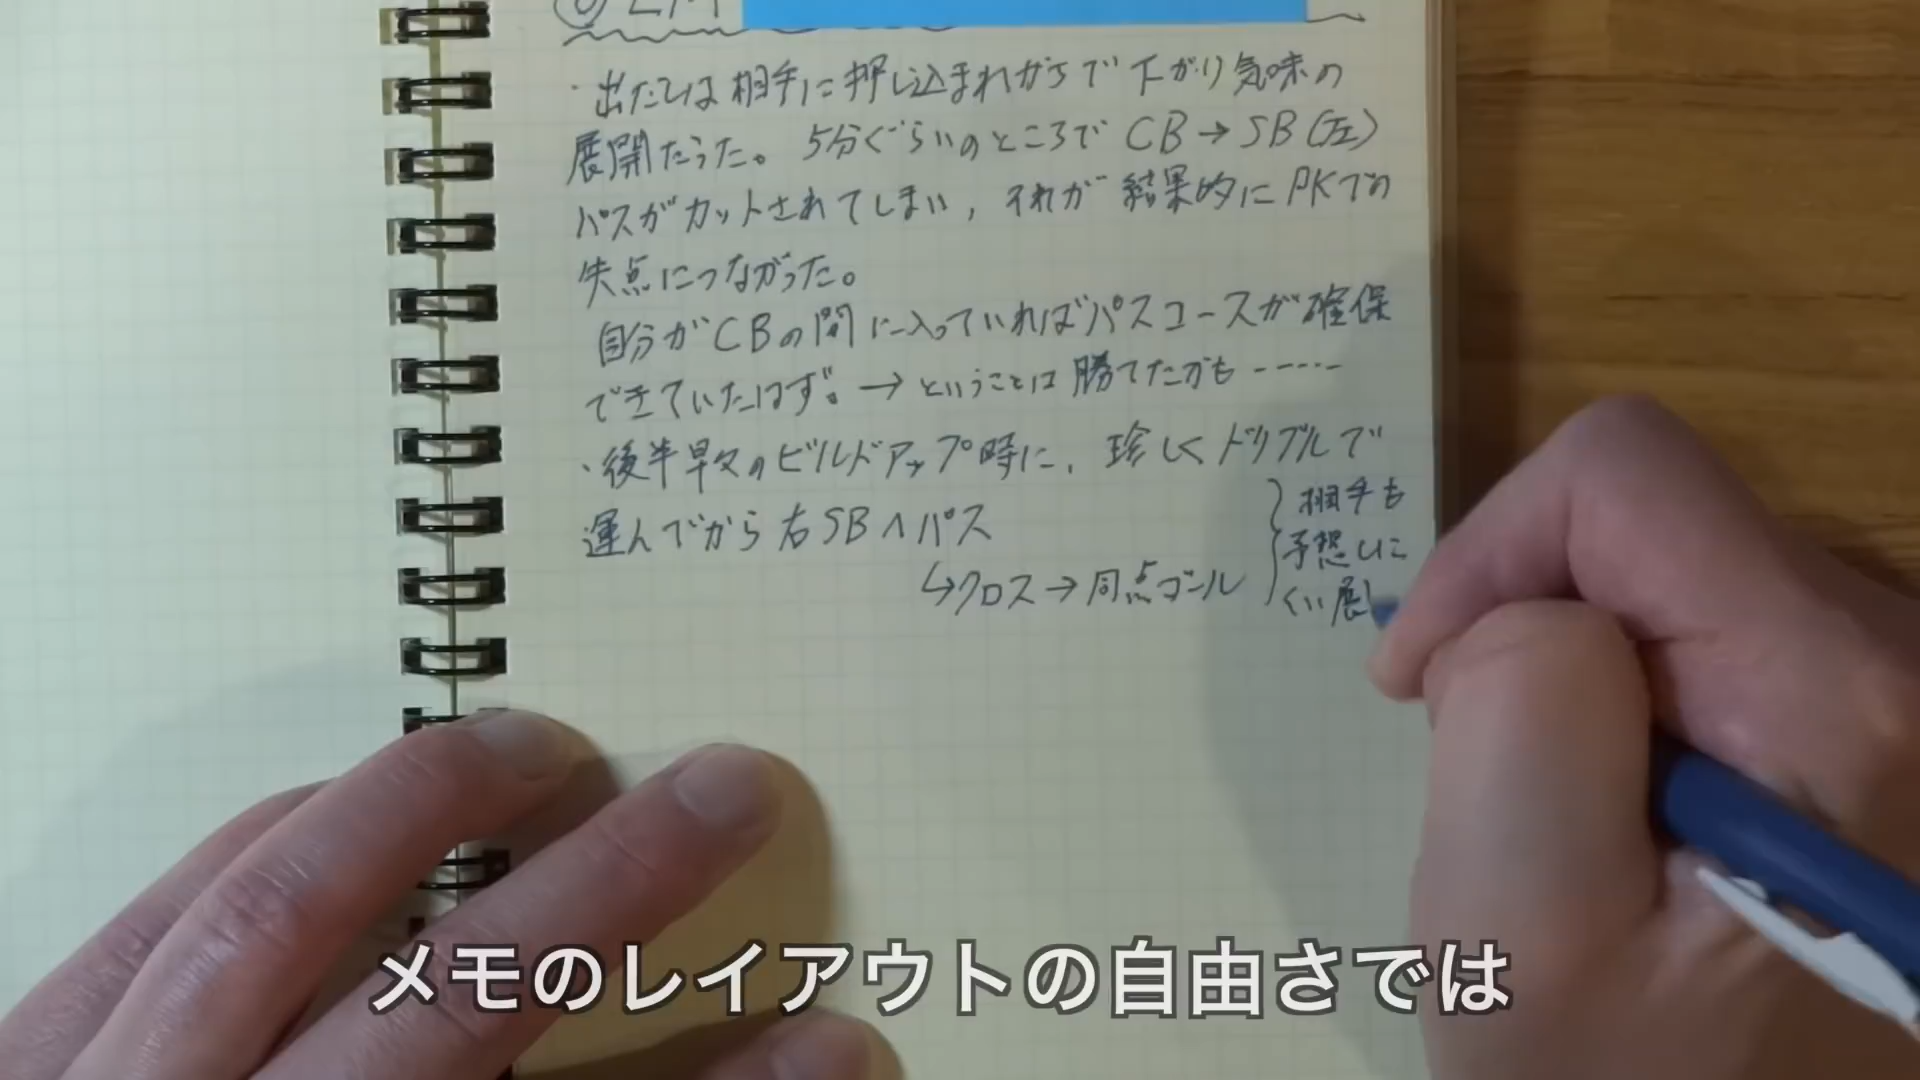 ・出だしは相手に押し込まれがちで下がり気味の
展開だった。5分ぐらいのところでCB→SB(左)
パスがカットされてしまい，それが結果的にPKでの
失点につながった。
自分がCBの間に入っていればパスコースが確保
できていたはず。→ということは勝てたかも-----
・後半早々のビルドアップ時に，珍しくドリブルで
運んでから右SBへパス
↳クロス→同点ゴール
相手も
予想しに
くい展
メモのレイアウトの自由さでは